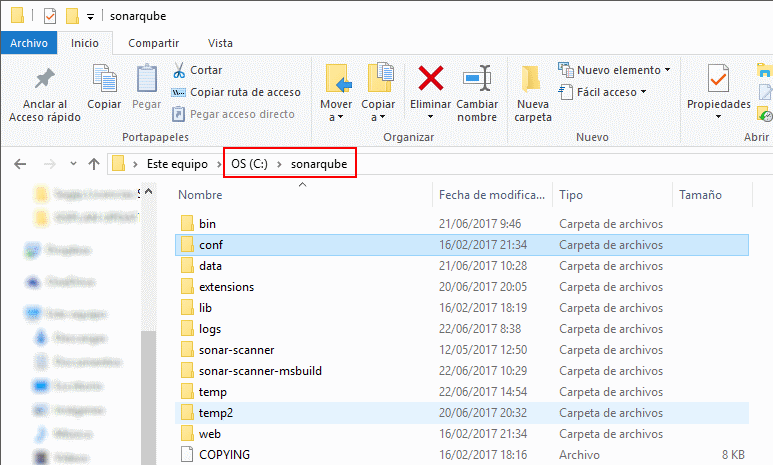 sonarqube
Archivo Inicio Compartir Vista
Anclar al Acceso rápido
Copiar
Pegar
Cortar
Copiar ruta de acceso
Pegar acceso directo
Portapapeles
Mover a
Copiar a
Eliminar
Cambiar nombre
Organizar
Nueva carpeta
Nuevo elemento
Fácil acceso
Nuevo
Propiedades
Abrir
Este equipo OS (C:) sonarqube
Nombre Fecha de modifica... Tipo Tamaño
bin 21/06/2017 9:46 Carpeta de archivos
conf 16/02/2017 21:34 Carpeta de archivos
data 21/06/2017 10:28 Carpeta de archivos
extensions 20/06/2017 20:05 Carpeta de archivos
lib 16/02/2017 18:19 Carpeta de archivos
logs 22/06/2017 8:38 Carpeta de archivos
sonar-scanner 12/05/2017 12:50 Carpeta de archivos
sonar-scanner-msbuild 22/06/2017 10:29 Carpeta de archivos
temp 22/06/2017 14:54 Carpeta de archivos
temp2 20/06/2017 20:32 Carpeta de archivos
web 16/02/2017 21:34 Carpeta de archivos
COPYING 16/02/2017 18:16 Archivo 8 KB